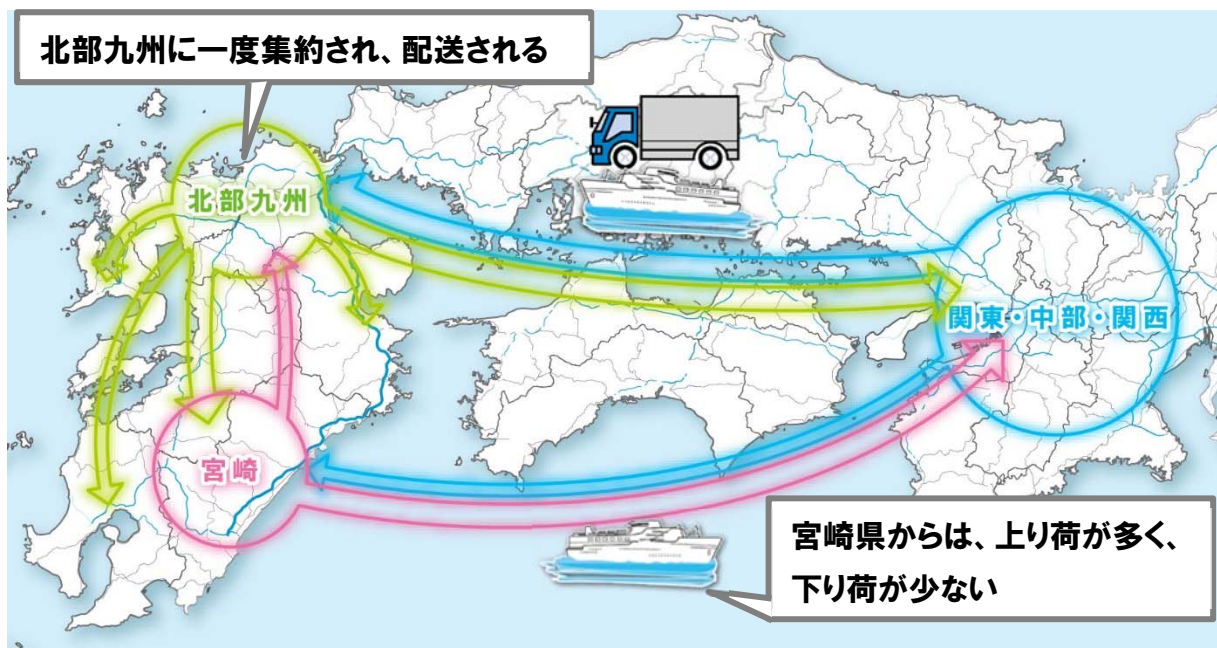 北部九州に一度集約され、配送される
北部九州
関東・中部・関西
宮崎
宮崎県からは、上り荷が多く、
下り荷が少ない